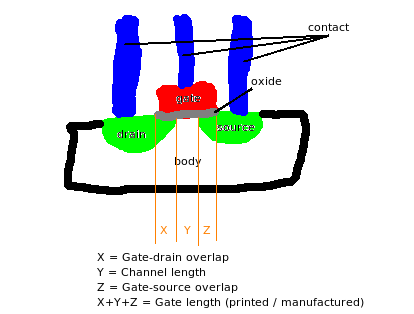 contact
oxide
gate
drain
source
body
X Y Z
X = Gate-drain overlap
Y = Channel length
Z = Gate-source overlap
X+Y+Z = Gate length (printed / manufactured)